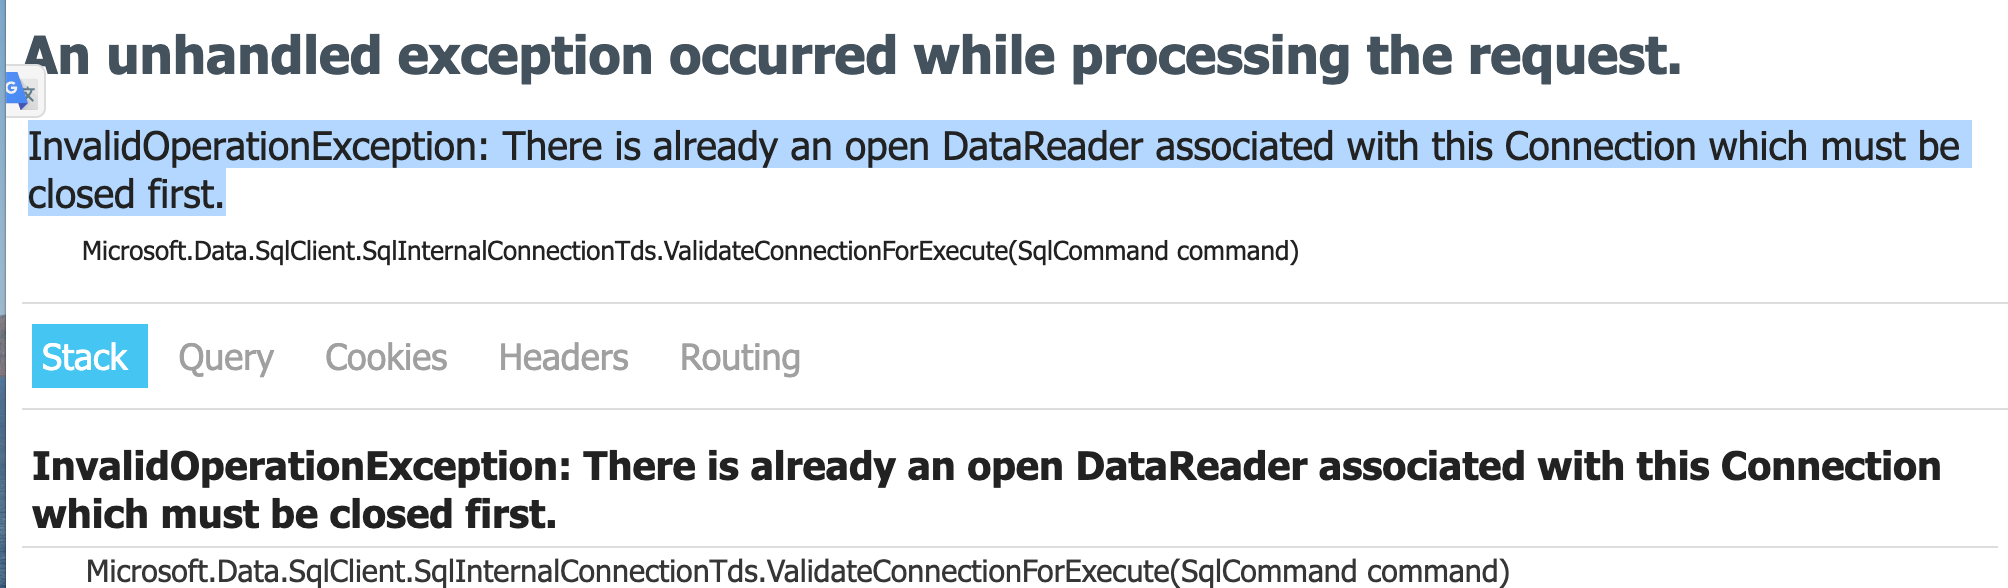 An unhandled exception occurred while processing the request.
G 文
InvalidOperationException: There is already an open DataReader associated with this Connection which must be
closed first.
Microsoft.Data.SqlClient.SqlInternalConnectionTds.ValidateConnectionForExecute(SqlCommand command)
Stack Query Cookies Headers Routing
InvalidOperationException: There is already an open DataReader associated with this Connection
which must be closed first.
Microsoft.Data.SqlClient.SqlInternalConnectionTds.ValidateConnectionForExecute(SqlCommand command)